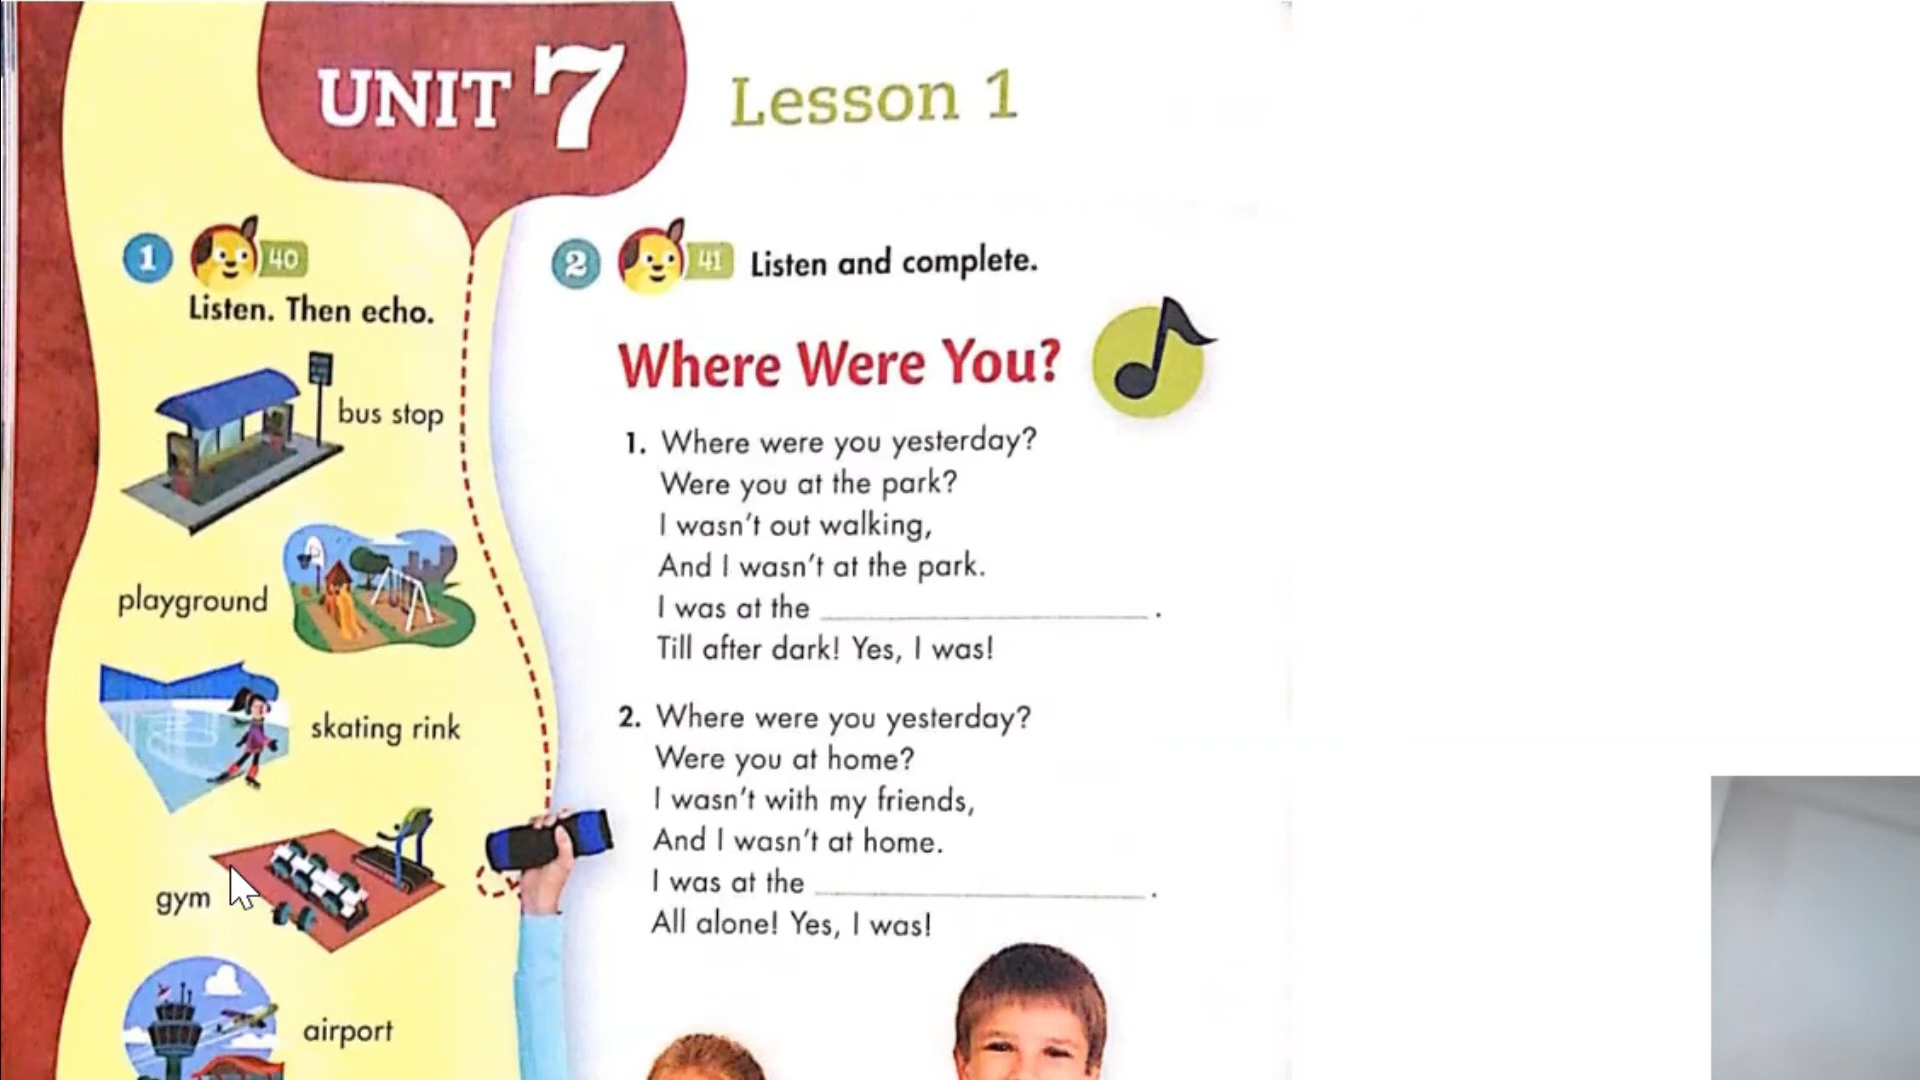 UNIT 7
Lesson 1
1 40
Listen. Then echo.
bus stop
playground
skating rink
gym
airport
2 41 Listen and complete.
Where Were You?
1. Where were you yesterday?
Were you at the park?
I wasn't out walking,
And I wasn't at the park.
I was at the ____________.
Till after dark! Yes, I was!
2. Where were you yesterday?
Were you at home?
I wasn't with my friends,
And I wasn't at home.
I was at the ____________.
All alone! Yes, I was!